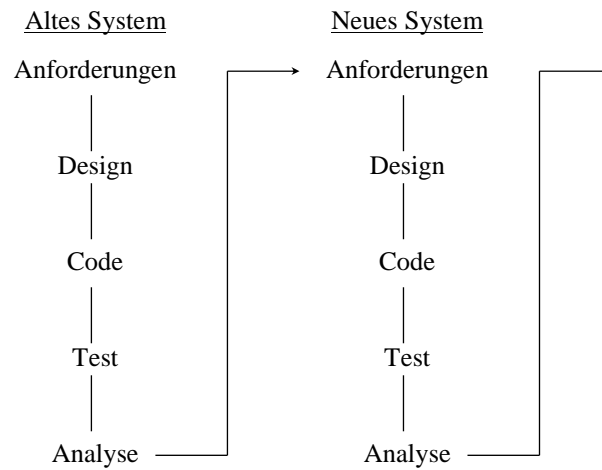 Altes System
Anforderungen
Design
Code
Test
Analyse
Neues System
Anforderungen
Design
Code
Test
Analyse